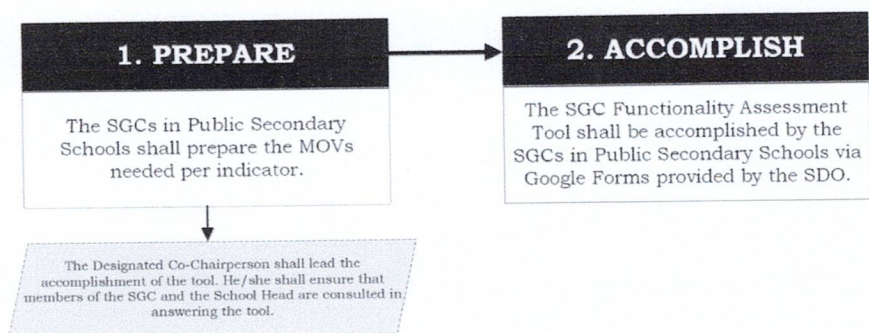 1. PREPARE
The SGCs in Public Secondary
Schools shall prepare the MOVs
needed per indicator.
The Designated Co-Chairperson shall lead the
accomplishment of the tool. He/she shall ensure that
members of the SGC and the School Head are consulted in
answering the tool.
2. ACCOMPLISH
The SGC Functionality Assessment
Tool shall be accomplished by the
SGCs in Public Secondary Schools via
Google Forms provided by the SDO.